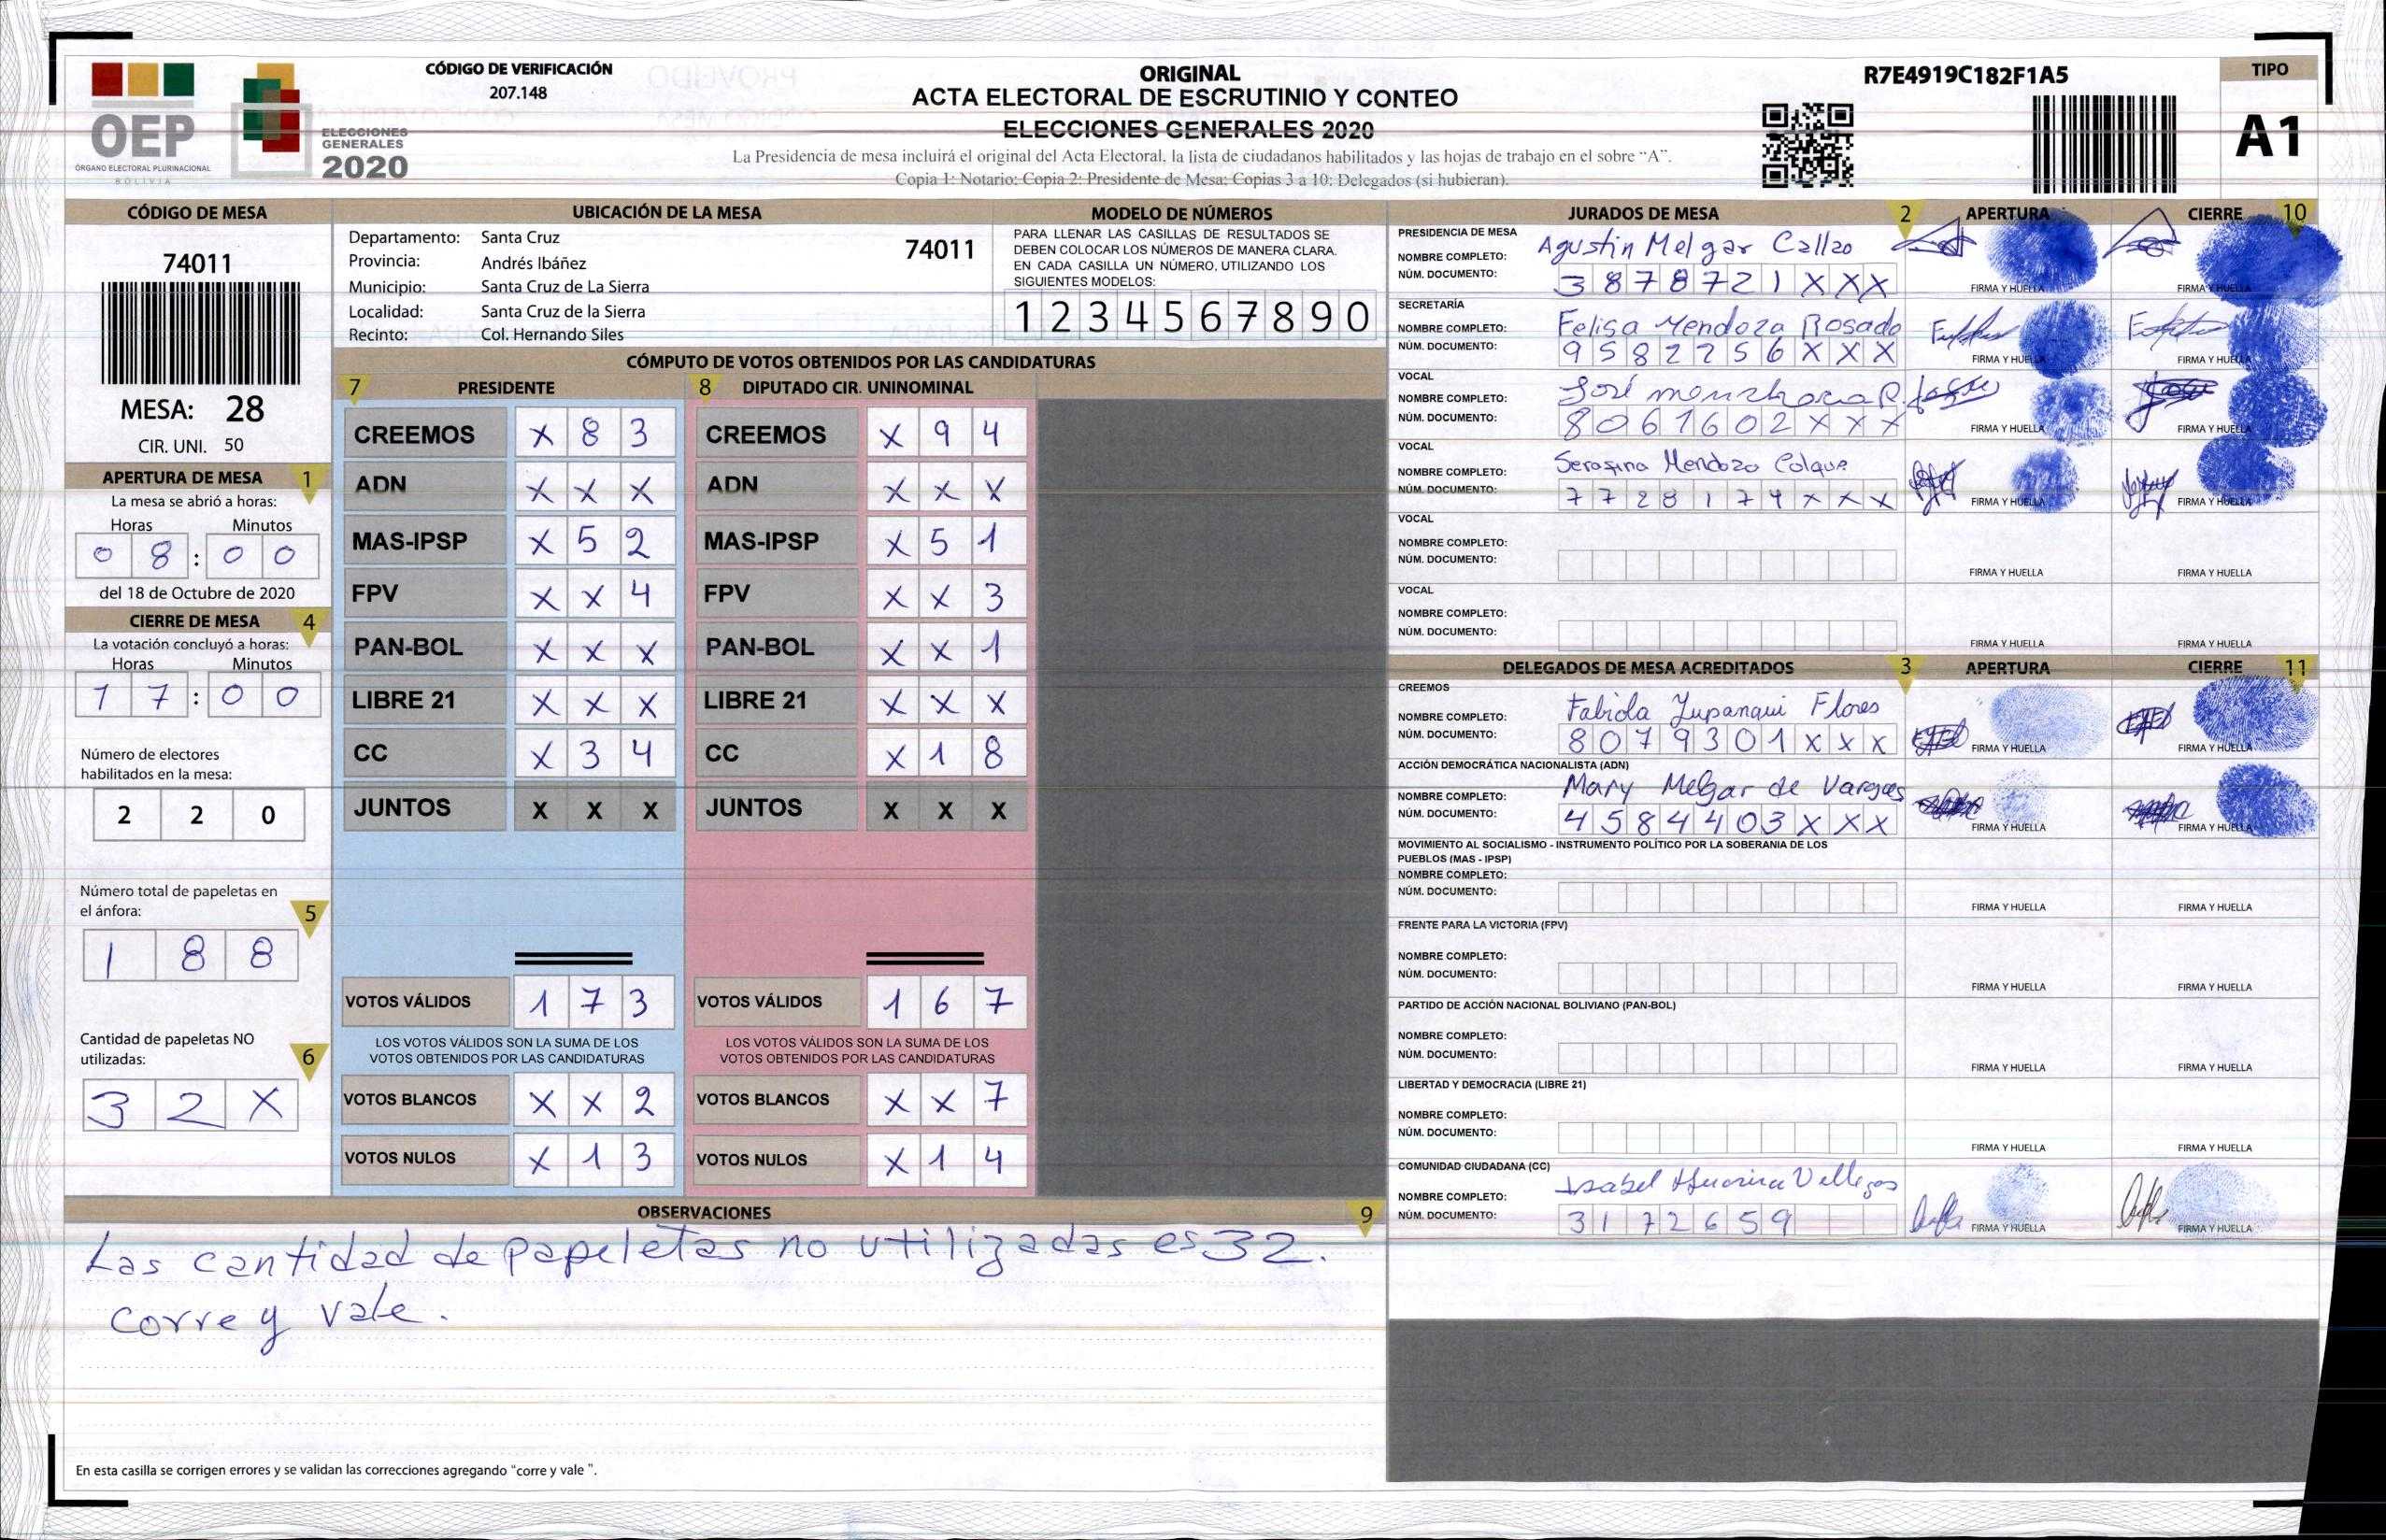 CÓDIGO DE VERIFICACIÓN
207.148
OEP
ÓRGANO ELECTORAL PLURINACIONAL
BOLIVIA
ELECCIONES
GENERALES
2020
ORIGINAL
ACTA ELECTORAL DE ESCRUTINIO Y CONTEO
ELECCIONES GENERALES 2020
La Presidencia de mesa incluirá el original del Acta Electoral, la lista de ciudadanos habilitados y las hojas de trabajo en el sobre "A".
Copia 1: Notario; Copia 2: Presidente de Mesa; Copias 3 a 10: Delegados (si hubieran).
R7E4919C182F1A5
TIPO
A1
CÓDIGO DE MESA
74011
MESA: 28
CIR. UNI. 50
APERTURA DE MESA 1
La mesa se abrió a horas:
Horas Minutos
0 8 : 0 0
del 18 de Octubre de 2020
CIERRE DE MESA 4
La votación concluyó a horas:
Horas Minutos
1 7 : 0 0
Número de electores
habilitados en la mesa:
2 2 0
Número total de papeletas en
el ánfora: 5
1 8 8
Cantidad de papeletas NO
utilizadas: 6
3 2 X
UBICACIÓN DE LA MESA
Departamento: Santa Cruz 74011
Provincia: Andrés Ibáñez
Municipio: Santa Cruz de La Sierra
Localidad: Santa Cruz de la Sierra
Recinto: Col. Hernando Siles
MODELO DE NÚMEROS
PARA LLENAR LAS CASILLAS DE RESULTADOS SE
DEBEN COLOCAR LOS NÚMEROS DE MANERA CLARA.
EN CADA CASILLA UN NÚMERO, UTILIZANDO LOS
SIGUIENTES MODELOS:
1 2 3 4 5 6 7 8 9 0
CÓMPUTO DE VOTOS OBTENIDOS POR LAS CANDIDATURAS
7 PRESIDENTE
CREEMOS X 8 3
ADN X X X
MAS-IPSP X 5 2
FPV X X 4
PAN-BOL X X X
LIBRE 21 X X X
CC X 3 4
JUNTOS X X X
VOTOS VÁLIDOS 1 7 3
LOS VOTOS VÁLIDOS SON LA SUMA DE LOS
VOTOS OBTENIDOS POR LAS CANDIDATURAS
VOTOS BLANCOS X X 2
VOTOS NULOS X 1 3
8 DIPUTADO CIR. UNINOMINAL
CREEMOS X 9 4
ADN X X X
MAS-IPSP X 5 1
FPV X X 3
PAN-BOL X X 1
LIBRE 21 X X X
CC X 1 8
JUNTOS X X X
VOTOS VÁLIDOS 1 6 7
LOS VOTOS VÁLIDOS SON LA SUMA DE LOS
VOTOS OBTENIDOS POR LAS CANDIDATURAS
VOTOS BLANCOS X X 7
VOTOS NULOS X 1 4
OBSERVACIONES 9
Las cantidad de papeletas no utilizadas es 32.
corre y vale.
En esta casilla se corrigen errores y se validan las correcciones agregando "corre y vale ".
JURADOS DE MESA 2 APERTURA CIERRE 10
PRESIDENCIA DE MESA
NOMBRE COMPLETO: Agustin Melgar Callao
NÚM. DOCUMENTO: 3 8 7 8 7 2 1 X X X
FIRMA Y HUELLA FIRMA Y HUELLA
SECRETARÍA
NOMBRE COMPLETO: Felisa Mendoza Rosado
NÚM. DOCUMENTO: 9 5 8 2 2 5 6 X X X
FIRMA Y HUELLA FIRMA Y HUELLA
VOCAL
NOMBRE COMPLETO: José
NÚM. DOCUMENTO: 8 0 6 1 6 0 2 X X X
FIRMA Y HUELLA FIRMA Y HUELLA
VOCAL
NOMBRE COMPLETO: Serafina Mendoza Colque
NÚM. DOCUMENTO: 7 7 2 8 1 7 4 X X X
FIRMA Y HUELLA FIRMA Y HUELLA
VOCAL
NOMBRE COMPLETO:
NÚM. DOCUMENTO:
FIRMA Y HUELLA FIRMA Y HUELLA
VOCAL
NOMBRE COMPLETO:
NÚM. DOCUMENTO:
FIRMA Y HUELLA FIRMA Y HUELLA
DELEGADOS DE MESA ACREDITADOS 3 APERTURA CIERRE 11
CREEMOS
NOMBRE COMPLETO: Fabiola Yupanqui Flores
NÚM. DOCUMENTO: 8 0 7 9 3 0 1 X X X
FIRMA Y HUELLA FIRMA Y HUELLA
ACCIÓN DEMOCRÁTICA NACIONALISTA (ADN)
NOMBRE COMPLETO: Mary Melgar de Vargas
NÚM. DOCUMENTO: 4 5 8 4 4 0 3 X X X
FIRMA Y HUELLA FIRMA Y HUELLA
MOVIMIENTO AL SOCIALISMO - INSTRUMENTO POLÍTICO POR LA SOBERANIA DE LOS
PUEBLOS (MAS - IPSP)
NOMBRE COMPLETO:
NÚM. DOCUMENTO:
FIRMA Y HUELLA FIRMA Y HUELLA
FRENTE PARA LA VICTORIA (FPV)
NOMBRE COMPLETO:
NÚM. DOCUMENTO:
FIRMA Y HUELLA FIRMA Y HUELLA
PARTIDO DE ACCIÓN NACIONAL BOLIVIANO (PAN-BOL)
NOMBRE COMPLETO:
NÚM. DOCUMENTO:
FIRMA Y HUELLA FIRMA Y HUELLA
LIBERTAD Y DEMOCRACIA (LIBRE 21)
NOMBRE COMPLETO:
NÚM. DOCUMENTO:
FIRMA Y HUELLA FIRMA Y HUELLA
COMUNIDAD CIUDADANA (CC)
NOMBRE COMPLETO: Isabel
NÚM. DOCUMENTO: 3 1 7 2 6 5 9
FIRMA Y HUELLA FIRMA Y HUELLA